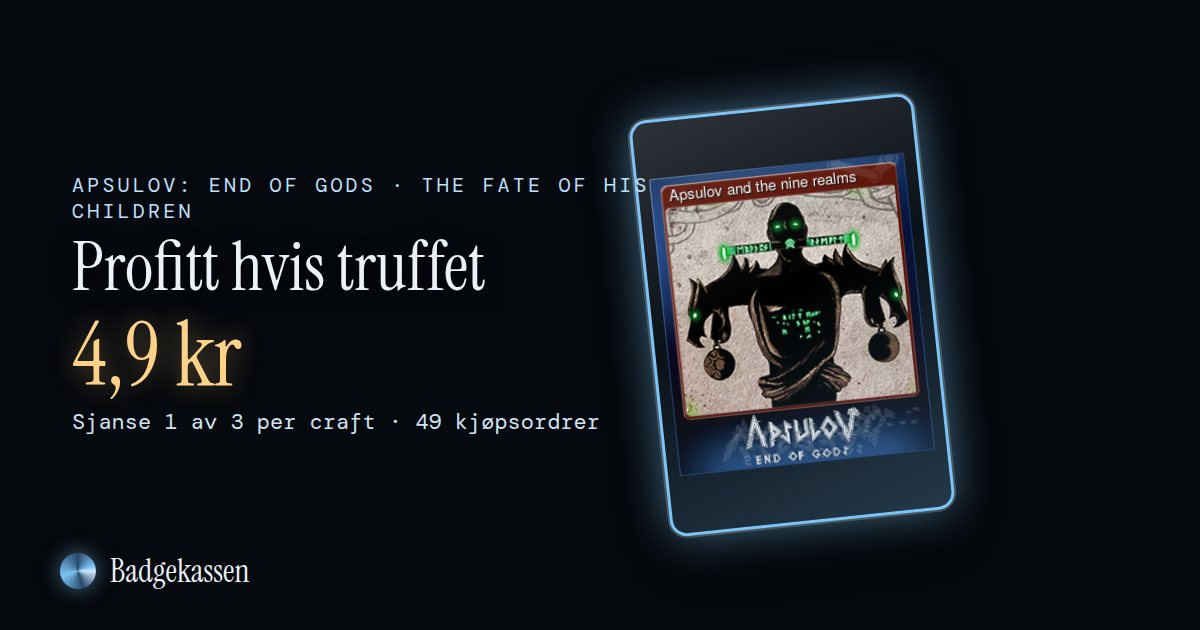 APSULOV: END OF GODS · THE FATE OF HIS
CHILDREN
Profitt hvis truffet
4,9 kr
Sjanse 1 av 3 per craft · 49 kjøpsordrer
Badgekassen
Apsulov and the nine realms
APSULOV
END OF GODS